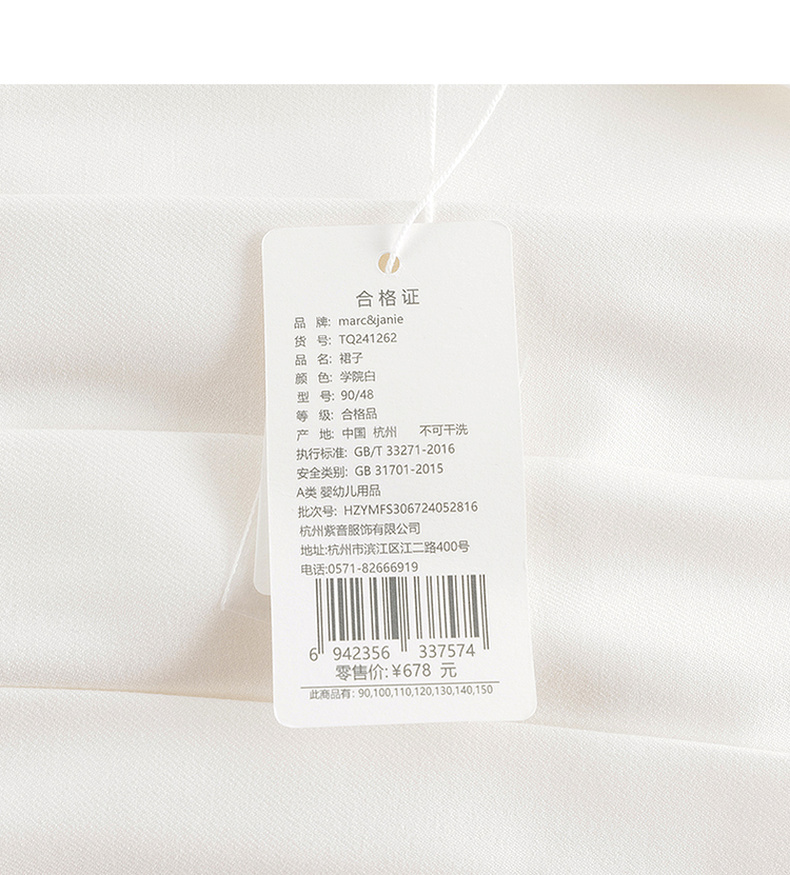 合格证
品 牌: marc&janie
货 号: TQ241262
品 名: 裙子
颜 色: 学院白
型 号: 90/48
等 级: 合格品
产 地: 中国 杭州 不可干洗
执行标准: GB/T 33271-2016
安全类别: GB 31701-2015
A类 婴幼儿用品
批次号: HZYMFS306724052816
杭州紫音服饰有限公司
地址:杭州市滨江区江二路400号
电话:0571-82666919
6 942356 337574
零售价:¥678 元
此商品有: 90,100,110,120,130,140,150